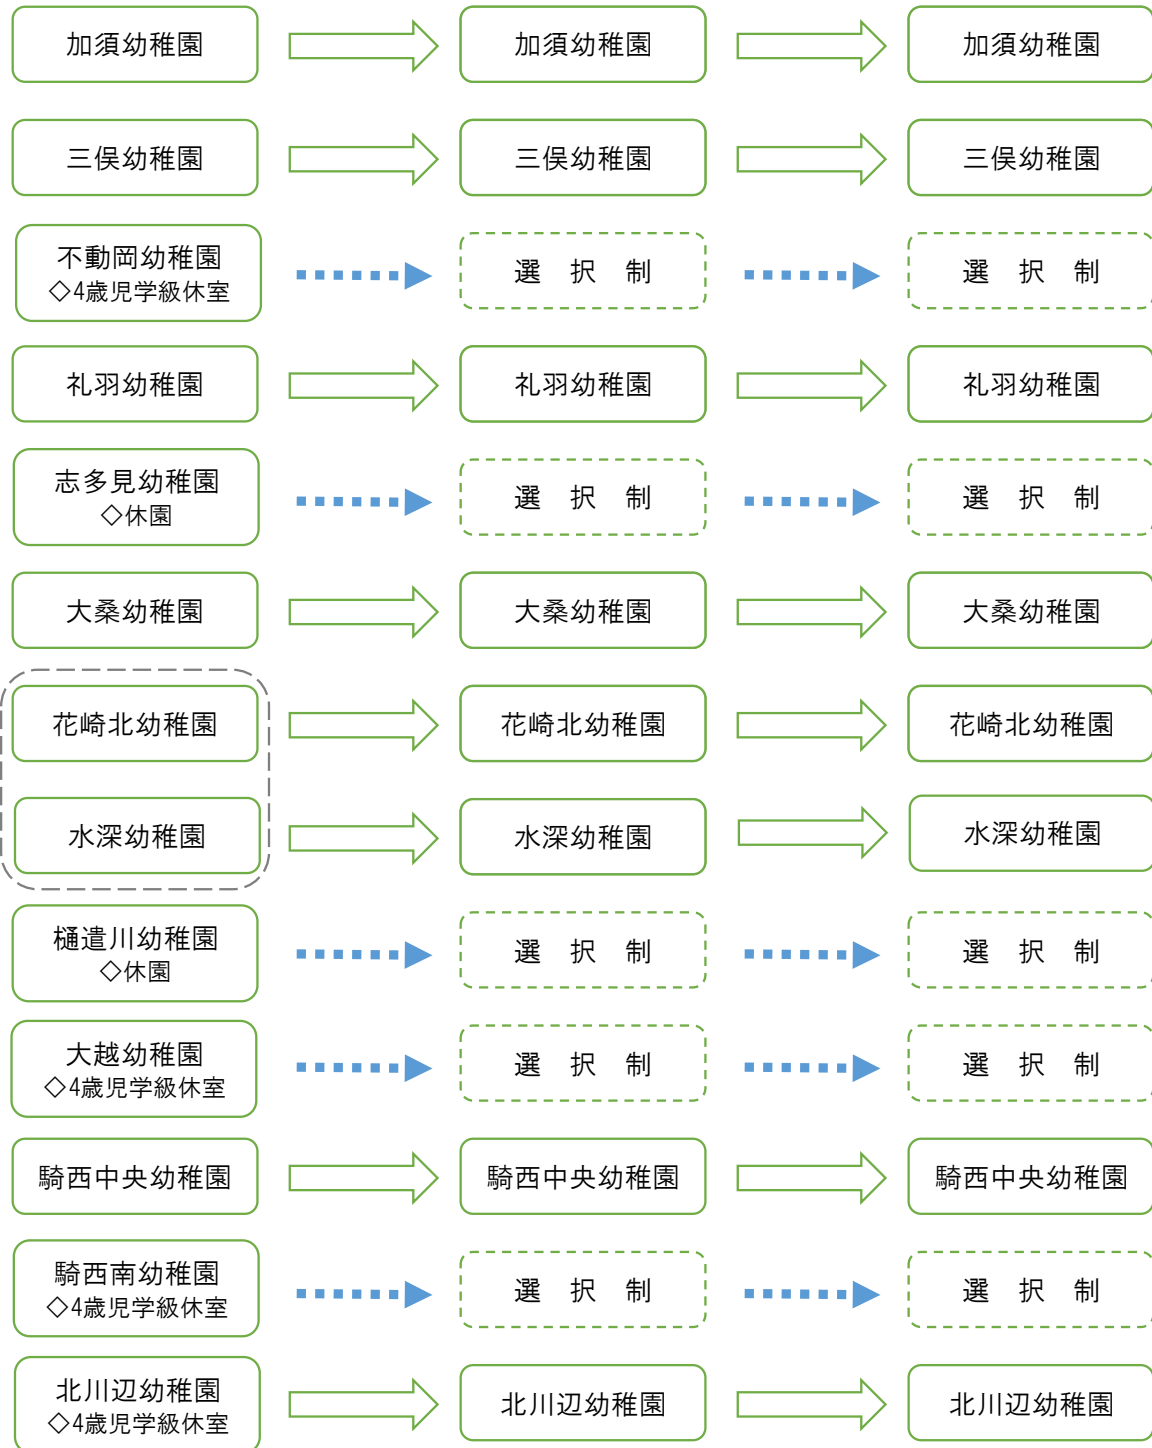 加須幼稚園 加須幼稚園 加須幼稚園
三俣幼稚園 三俣幼稚園 三俣幼稚園
不動岡幼稚園
◇4歳児学級休室
選 択 制 選 択 制
礼羽幼稚園 礼羽幼稚園 礼羽幼稚園
志多見幼稚園
◇休園
選 択 制 選 択 制
大桑幼稚園 大桑幼稚園 大桑幼稚園
花崎北幼稚園 花崎北幼稚園 花崎北幼稚園
水深幼稚園 水深幼稚園 水深幼稚園
樋遣川幼稚園
◇休園
選 択 制 選 択 制
大越幼稚園
◇4歳児学級休室
選 択 制 選 択 制
騎西中央幼稚園 騎西中央幼稚園 騎西中央幼稚園
騎西南幼稚園
◇4歳児学級休室
選 択 制 選 択 制
北川辺幼稚園
◇4歳児学級休室
北川辺幼稚園 北川辺幼稚園